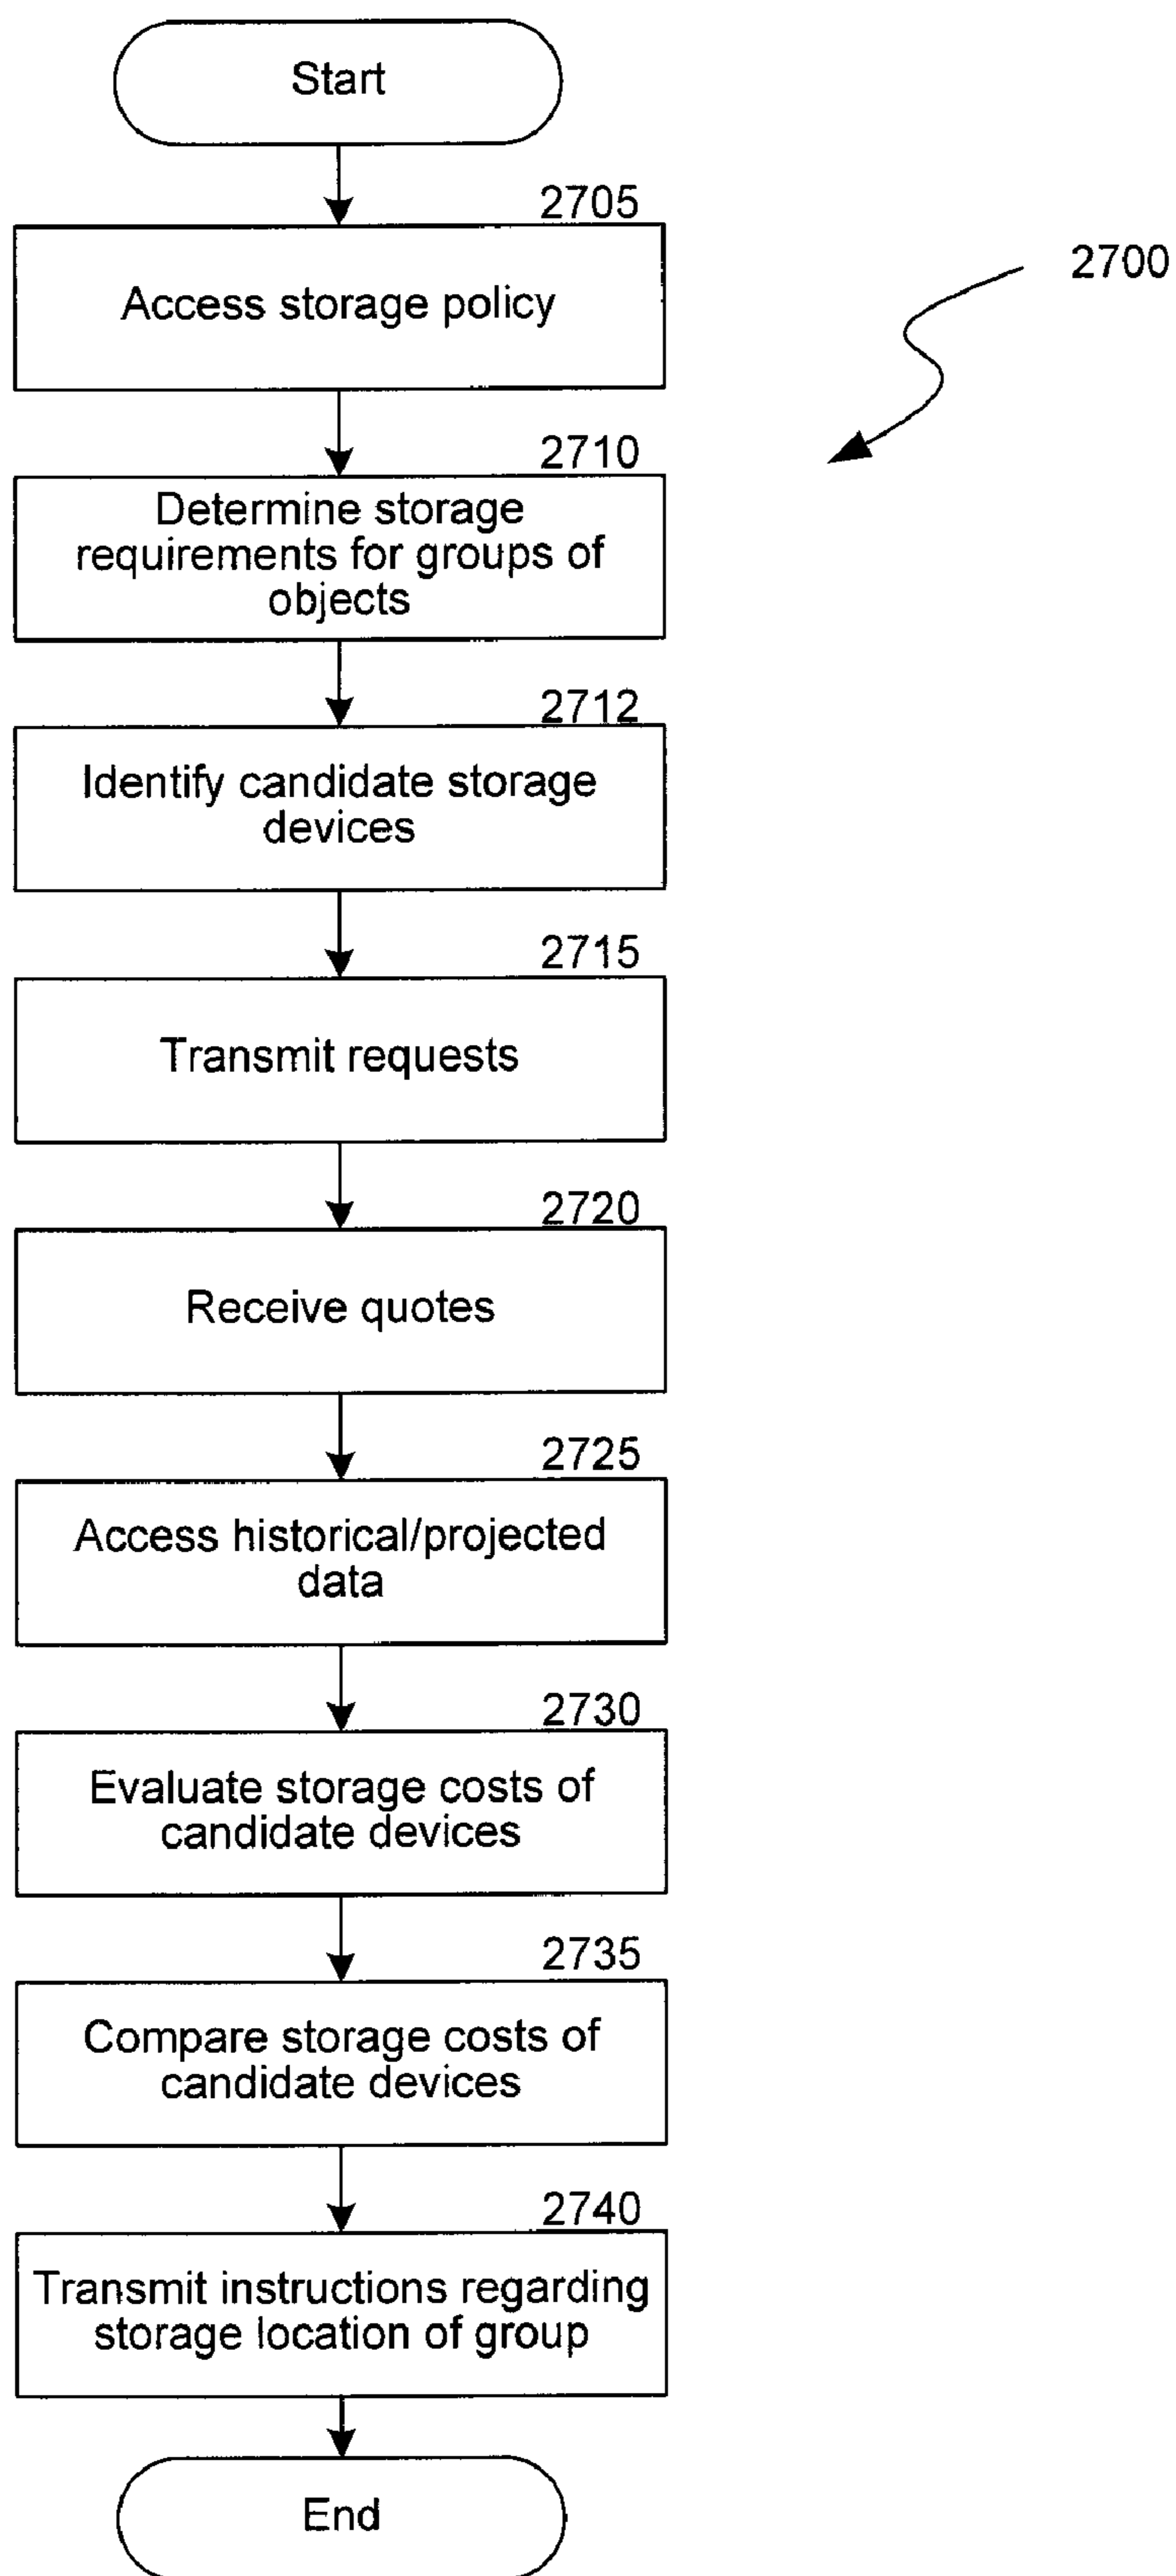 Start
2705
2700
Access storage policy
2710
Determine storage
requirements for groups of
objects
2712
Identify candidate storage
devices
2715
Transmit requests
2720
Receive quotes
2725
Access historical/projected
data
2730
Evaluate storage costs of
candidate devices
2735
Compare storage costs of
candidate devices
2740
Transmit instructions regarding
storage location of group
End